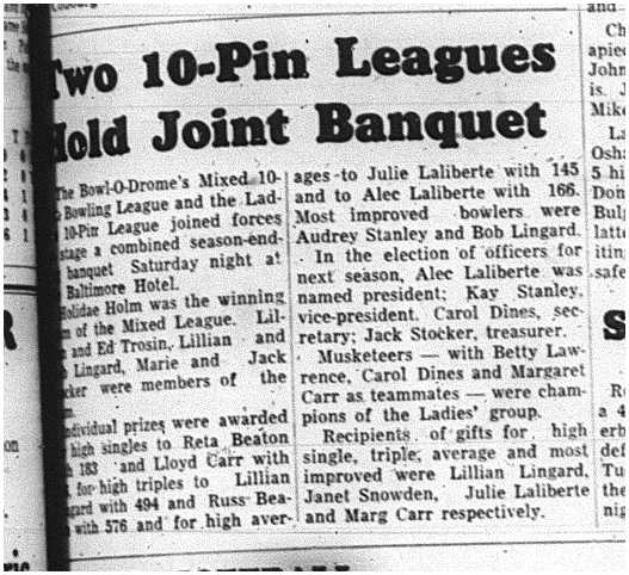 Two 10-Pin Leagues
Hold Joint Banquet
The Bowl-O-Drome's Mixed 10-
Bowling League and the Lad-
10-Pin League joined forces
stage a combined season-end-
banquet Saturday night at
Baltimore Hotel.
Holidae Holm was the winning
of the Mixed League. Lil-
and Ed Trosin, Lillian and
Lingard, Marie and Jack
were members of the
Individual prizes were awarded
high singles to Reta Beaton
183 and Lloyd Carr with
for high triples to Lillian
with 494 and Russ Bea-
with 576 and for high aver-
ages to Julie Laliberte with 145
and to Alec Laliberte with 166.
Most improved bowlers were
Audrey Stanley and Bob Lingard.
In the election of officers for
next season, Alec Laliberte was
named president; Kay Stanley,
vice-president. Carol Dines, sec-
retary; Jack Stocker, treasurer.
Musketeers — with Betty Law-
rence, Carol Dines and Margaret
Carr as teammates — were cham-
pions of the Ladies' group.
Recipients of gifts for high
single, triple, average and most
improved were Lillian Lingard,
Janet Snowden, Julie Laliberte
and Marg Carr respectively.